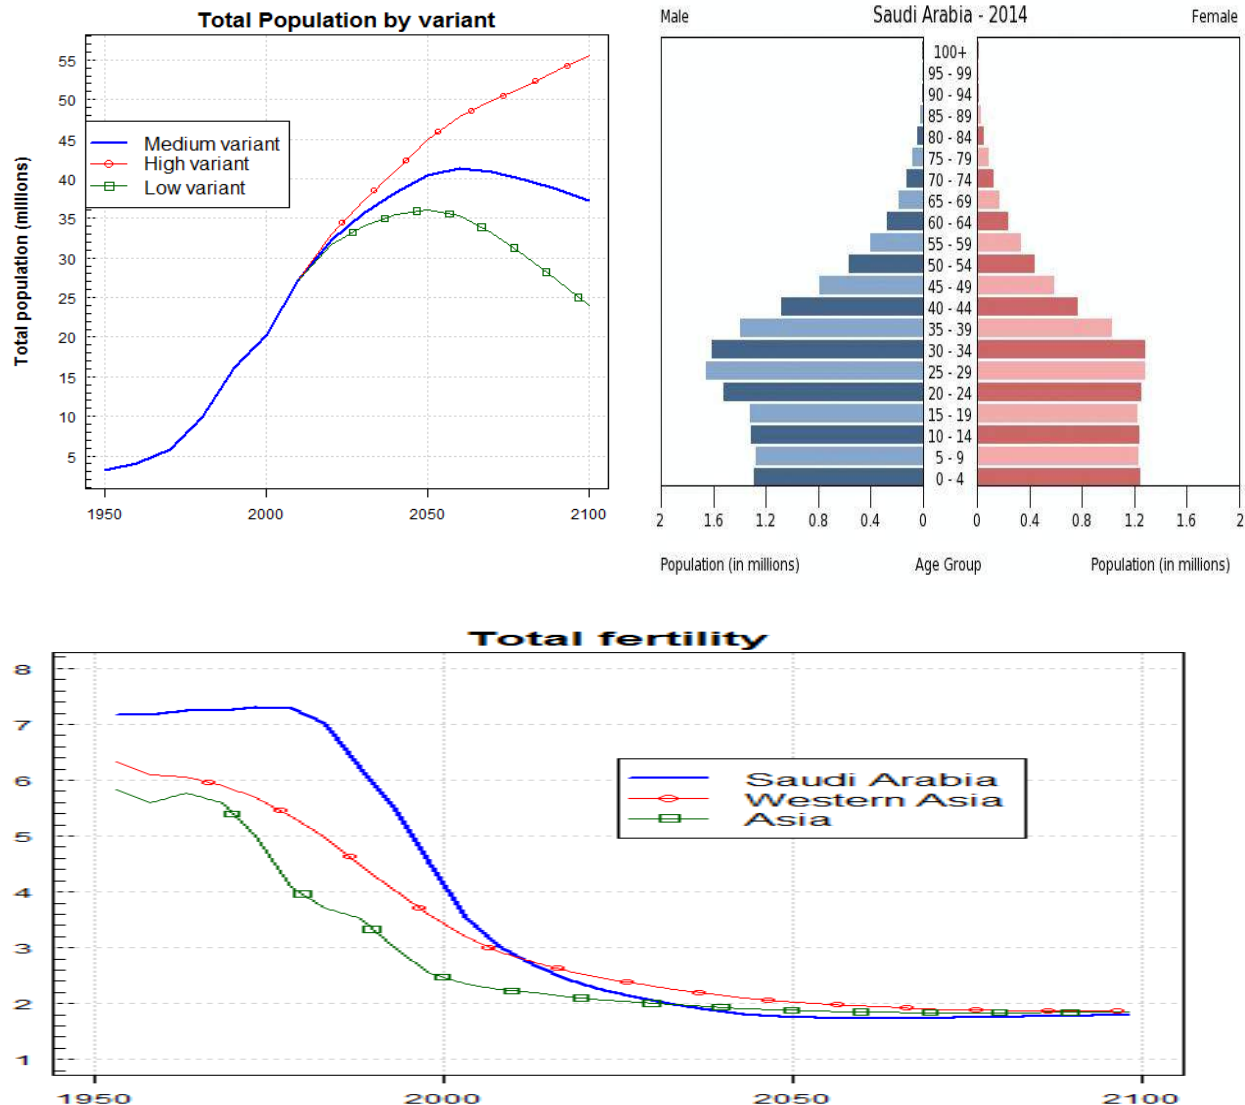 Total Population by variant
Total population (millions)
55
50
45
40
35
30
25
20
15
10
5
Medium variant
High variant
Low variant
1950 2000 2050 2100
Male Saudi Arabia - 2014 Female
100+
95 - 99
90 - 94
85 - 89
80 - 84
75 - 79
70 - 74
65 - 69
60 - 64
55 - 59
50 - 54
45 - 49
40 - 44
35 - 39
30 - 34
25 - 29
20 - 24
15 - 19
10 - 14
5 - 9
0 - 4
2 1.6 1.2 0.8 0.4 0 0 0.4 0.8 1.2 1.6 2
Population (in millions) Age Group Population (in millions)
Total fertility
8
7
6
5
4
3
2
1
Saudi Arabia
Western Asia
Asia
1950 2000 2050 2100